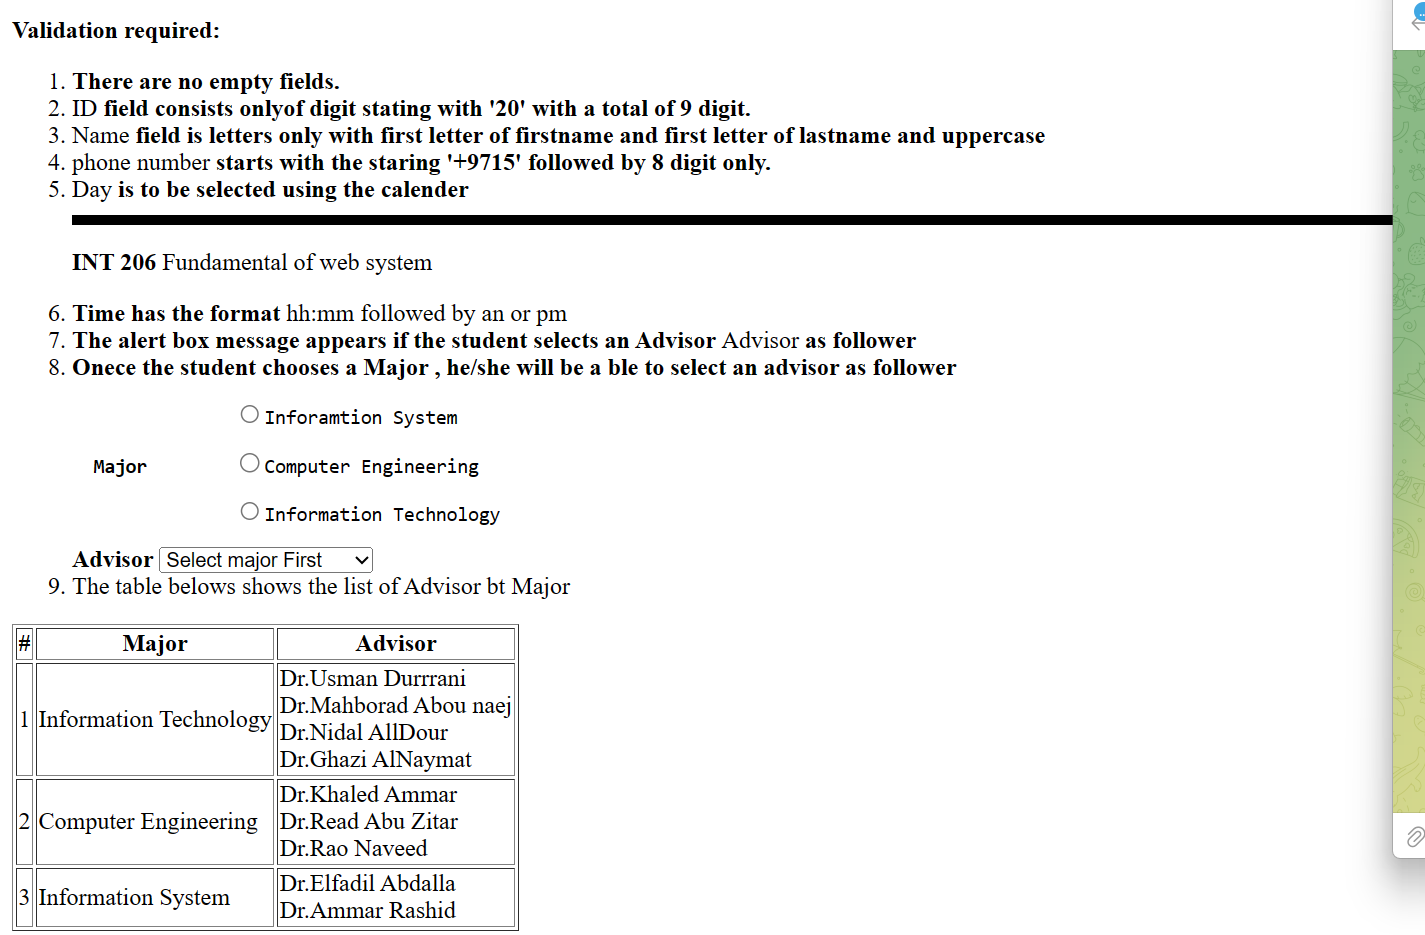 Validation required:
1. There are no empty fields.
2. ID field consists onlyof digit stating with '20' with a total of 9 digit.
3. Name field is letters only with first letter of firstname and first letter of lastname and uppercase
4. phone number starts with the staring '+9715' followed by 8 digit only.
5. Day is to be selected using the calender
INT 206 Fundamental of web system
6. Time has the format hh:mm followed by an or pm
7. The alert box message appears if the student selects an Advisor Advisor as follower
8. Onece the student chooses a Major , he/she will be a ble to select an advisor as follower
Inforamtion System
Major Computer Engineering
Information Technology
Advisor Select major First
9. The table belows shows the list of Advisor bt Major
# Major Advisor
1 Information Technology
Dr.Usman Durrrani
Dr.Mahborad Abou naej
Dr.Nidal AllDour
Dr.Ghazi AlNaymat
2 Computer Engineering
Dr.Khaled Ammar
Dr.Read Abu Zitar
Dr.Rao Naveed
3 Information System
Dr.Elfadil Abdalla
Dr.Ammar Rashid